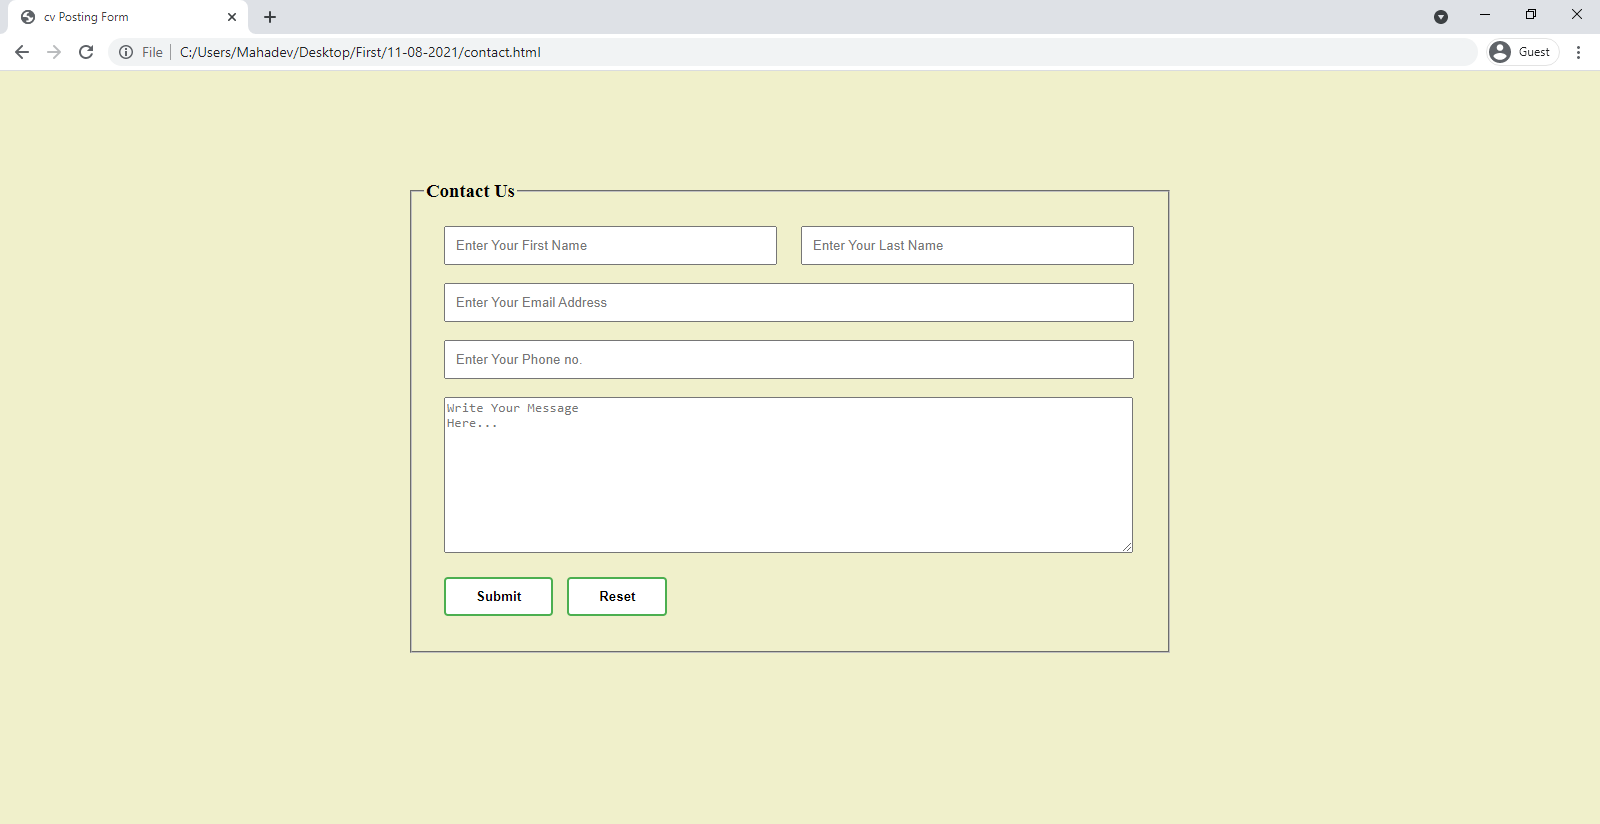 cv Posting Form
File C:/Users/Mahadev/Desktop/First/11-08-2021/contact.html Guest
Contact Us
Enter Your First Name Enter Your Last Name
Enter Your Email Address
Enter Your Phone no.
Write Your Message
Here...
Submit Reset